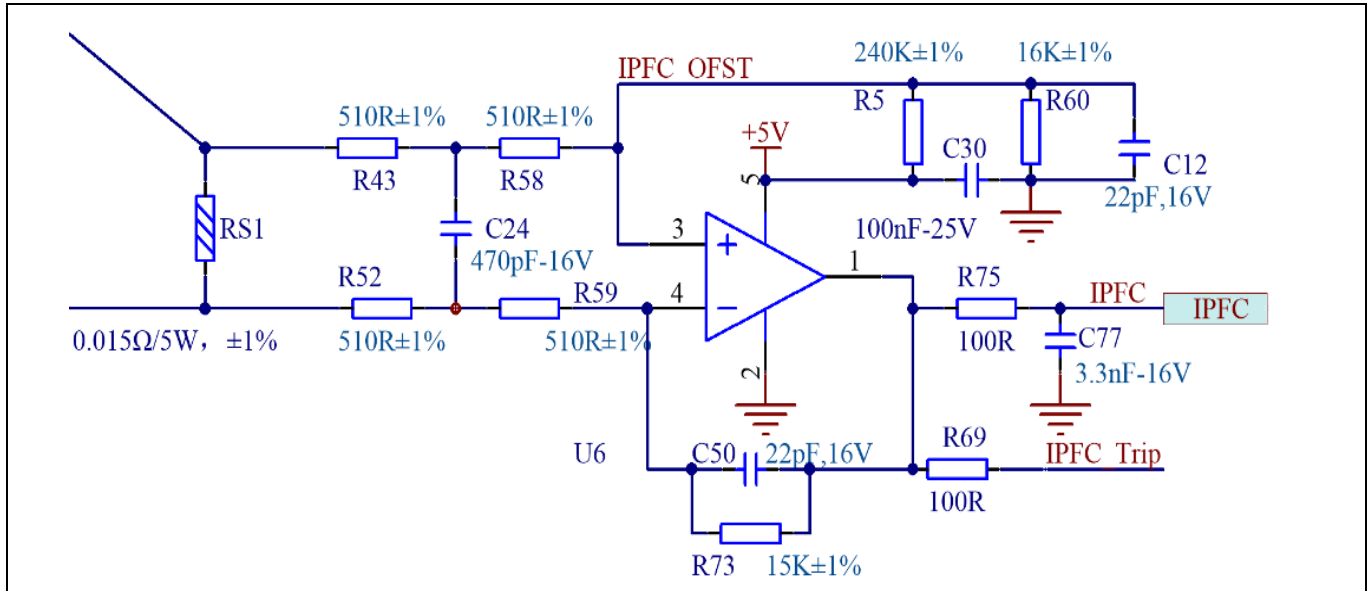 240K±1%
16K±1%
IPFC_OFST
R5
R60
510R±1%
510R±1%
+5V
C30
C12
R43
R58
5
22pF,16V
RS1
C24
3
100nF-25V
470pF-16V
1
R52
R59
4
R75
IPFC
IPFC
0.015Ω/5W，±1%
510R±1%
510R±1%
100R
C77
2
3.3nF-16V
R69
U6
C50
22pF,16V
IPFC_Trip
100R
R73
15K±1%